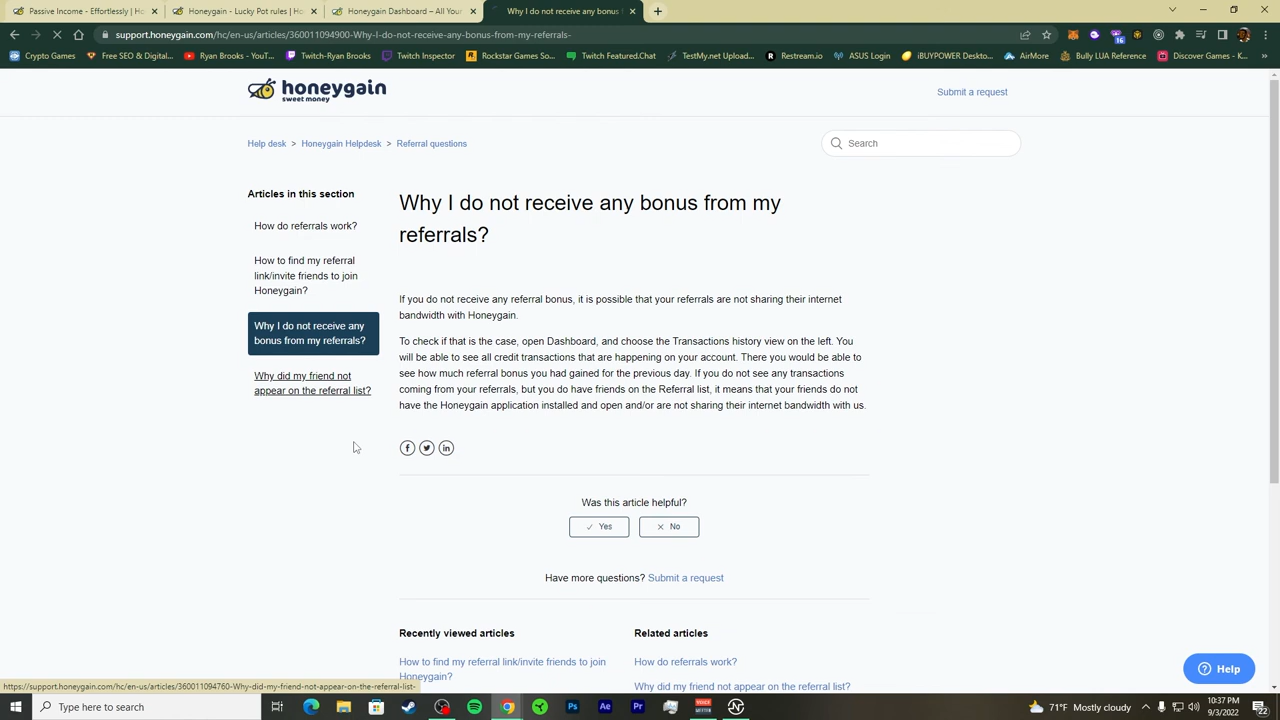 Passive Income - Effortlessly | H
Honeygain - Lucky Pot rules | Ho
Honeygain Dashboard – All Your
Why I do not receive any bonus f
support.honeygain.com/hc/en-us/articles/360011094900-Why-I-do-not-receive-any-bonus-from-my-referrals-
16
Crypto Games
Free SEO & Digital...
Ryan Brooks - YouT...
Twitch-Ryan Brooks
Twitch Inspector
Rockstar Games So...
Twitch Featured.Chat
TestMy.net Upload...
Restream.io
ASUS Login
iBUYPOWER Deskto...
AirMore
Bully LUA Reference
Discover Games - K...
honeygain
sweet money
Submit a request
Help desk > Honeygain Helpdesk > Referral questions
Search
Articles in this section
How do referrals work?
How to find my referral
link/invite friends to join
Honeygain?
Why I do not receive any
bonus from my referrals?
Why did my friend not
appear on the referral list?
Why I do not receive any bonus from my
referrals?
If you do not receive any referral bonus, it is possible that your referrals are not sharing their internet
bandwidth with Honeygain.
To check if that is the case, open Dashboard, and choose the Transactions history view on the left. You
will be able to see all credit transactions that are happening on your account. There you would be able to
see how much referral bonus you had gained for the previous day. If you do not see any transactions
coming from your referrals, but you do have friends on the Referral list, it means that your friends do not
have the Honeygain application installed and open and/or are not sharing their internet bandwidth with us.
Was this article helpful?
Yes
No
Have more questions? Submit a request
Recently viewed articles
How to find my referral link/invite friends to join
Honeygain?
Related articles
How do referrals work?
Why did my friend not appear on the referral list?
Help
https://support.honeygain.com/hc/en-us/articles/360011094760-Why-did-my-friend-not-appear-on-the-referral-list-
Type here to search
Ps
Ae
Pr
71°F Mostly cloudy
10:37 PM
9/3/2022